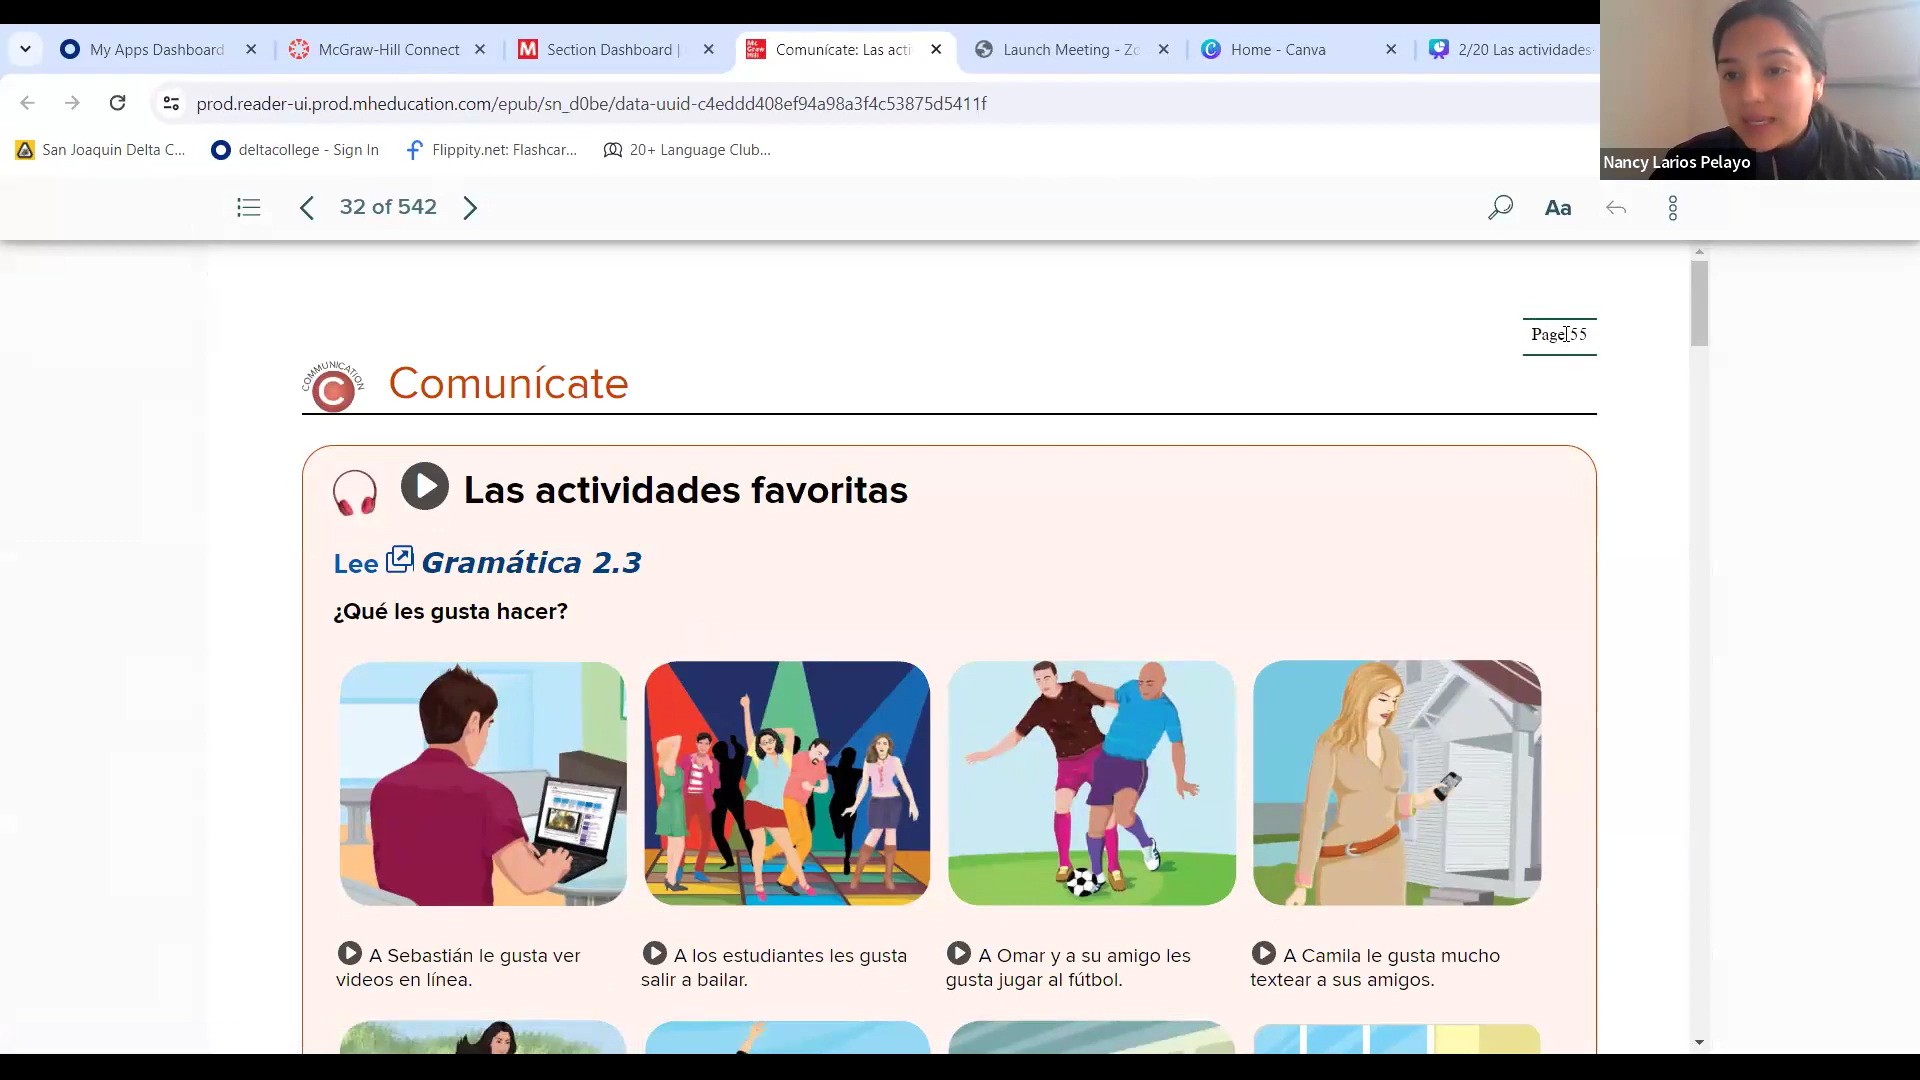 My Apps Dashboard
McGraw-Hill Connect
Section Dashboard |
Comunícate: Las acti
Launch Meeting - Zo
Home - Canva
2/20 Las actividades
prod.reader-ui.prod.mheducation.com/epub/sn_d0be/data-uuid-c4eddd408ef94a98a3f4c53875d5411f
San Joaquin Delta C...
deltacollege - Sign In
Flippity.net: Flashcar...
20+ Language Club...
Nancy Larios Pelayo
32 of 542
Aa
Page 55
COMMUNICATION
C
Comunícate
Las actividades favoritas
Lee Gramática 2.3
¿Qué les gusta hacer?
A Sebastián le gusta ver
videos en línea.
A los estudiantes les gusta
salir a bailar.
A Omar y a su amigo les
gusta jugar al fútbol.
A Camila le gusta mucho
textear a sus amigos.